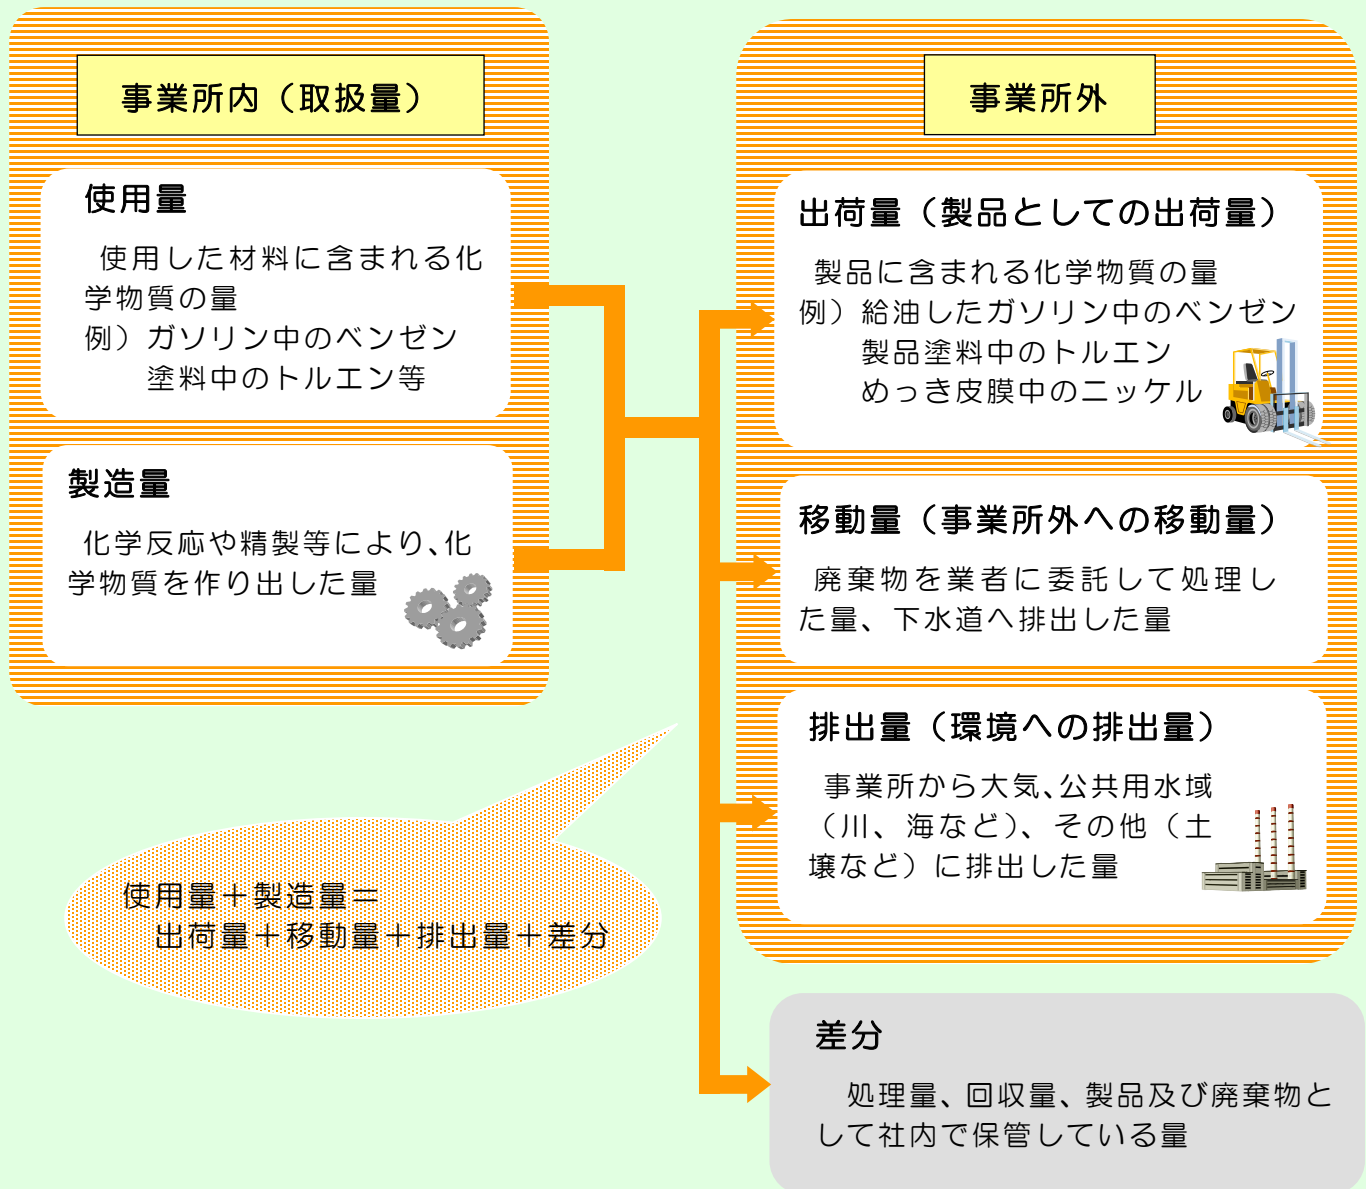 事業所内（取扱量）
使用量
使用した材料に含まれる化
学物質の量
例）ガソリン中のベンゼン
塗料中のトルエン等
製造量
化学反応や精製等により、化
学物質を作り出した量
使用量＋製造量＝
出荷量＋移動量＋排出量＋差分
事業所外
出荷量（製品としての出荷量）
製品に含まれる化学物質の量
例）給油したガソリン中のベンゼン
製品塗料中のトルエン
めっき皮膜中のニッケル
移動量（事業所外への移動量）
廃棄物を業者に委託して処理し
た量、下水道へ排出した量
排出量（環境への排出量）
事業所から大気、公共用水域
（川、海など）、その他（土
壌など）に排出した量
差分
処理量、回収量、製品及び廃棄物と
して社内で保管している量